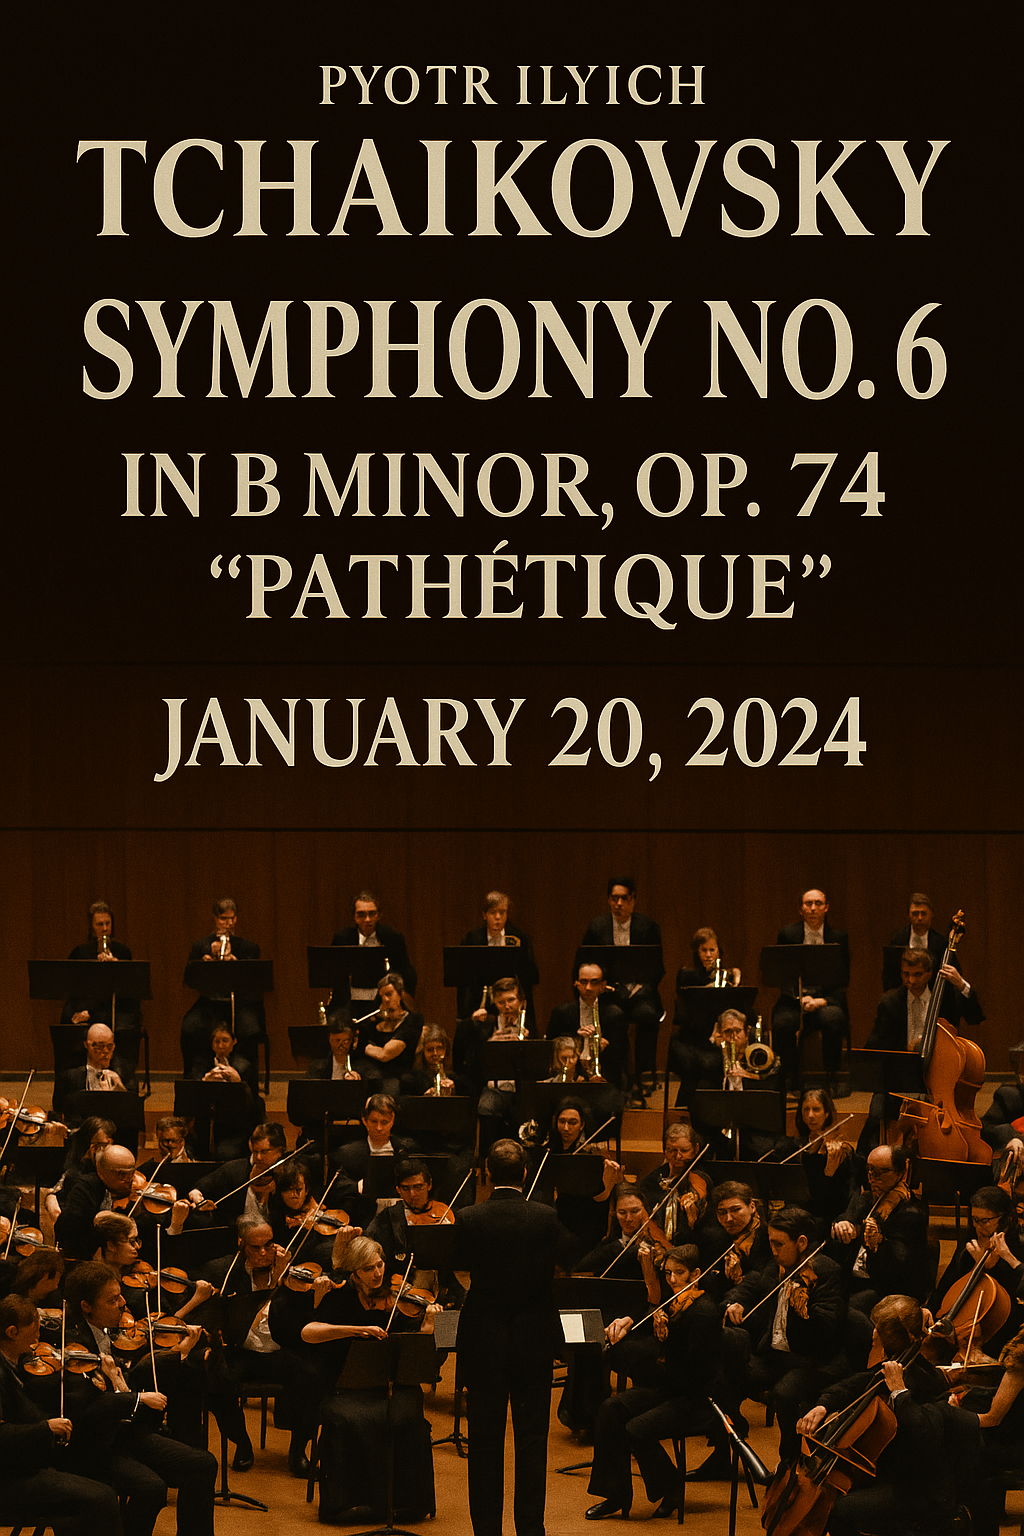 PYOTR ILYICH
TCHAIKOVSKY
SYMPHONY NO. 6
IN B MINOR, OP. 74
“PATHÉTIQUE”
JANUARY 20, 2024